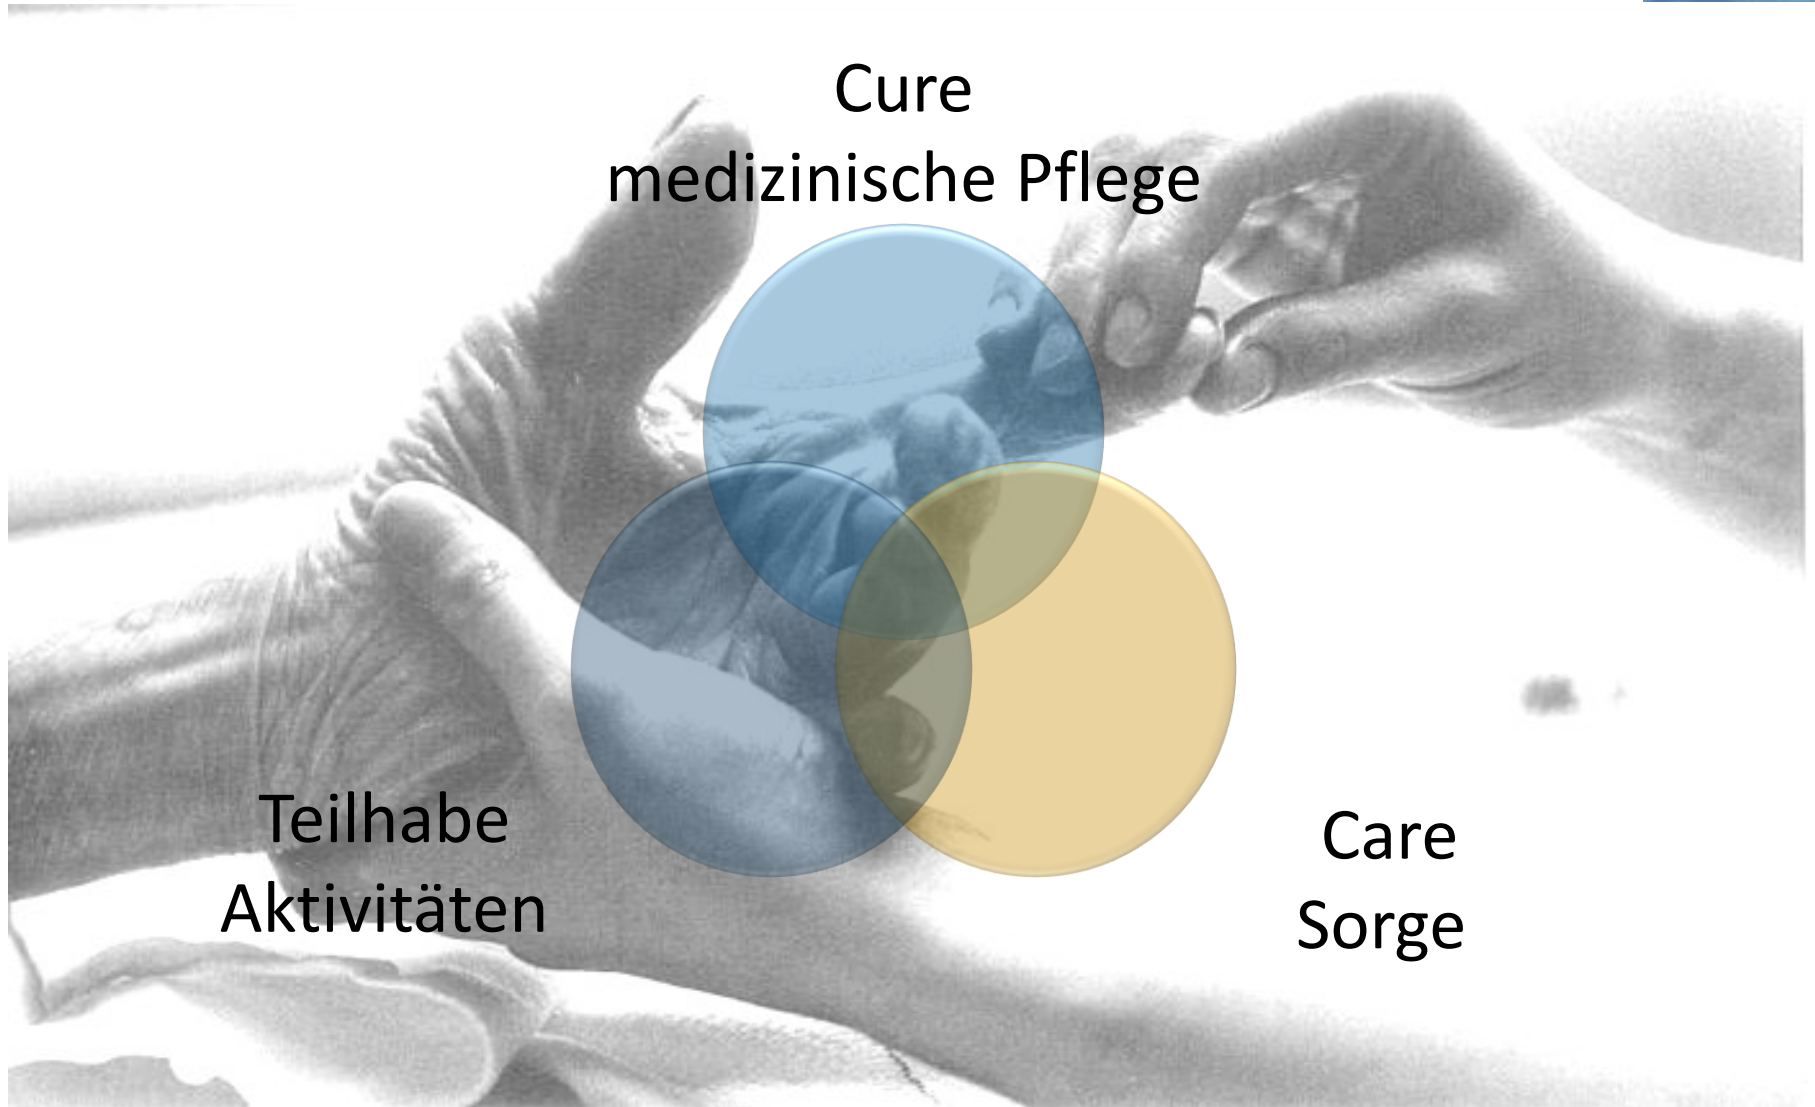 Cure
medizinische Pflege
Teilhabe
Aktivitäten
Care
Sorge